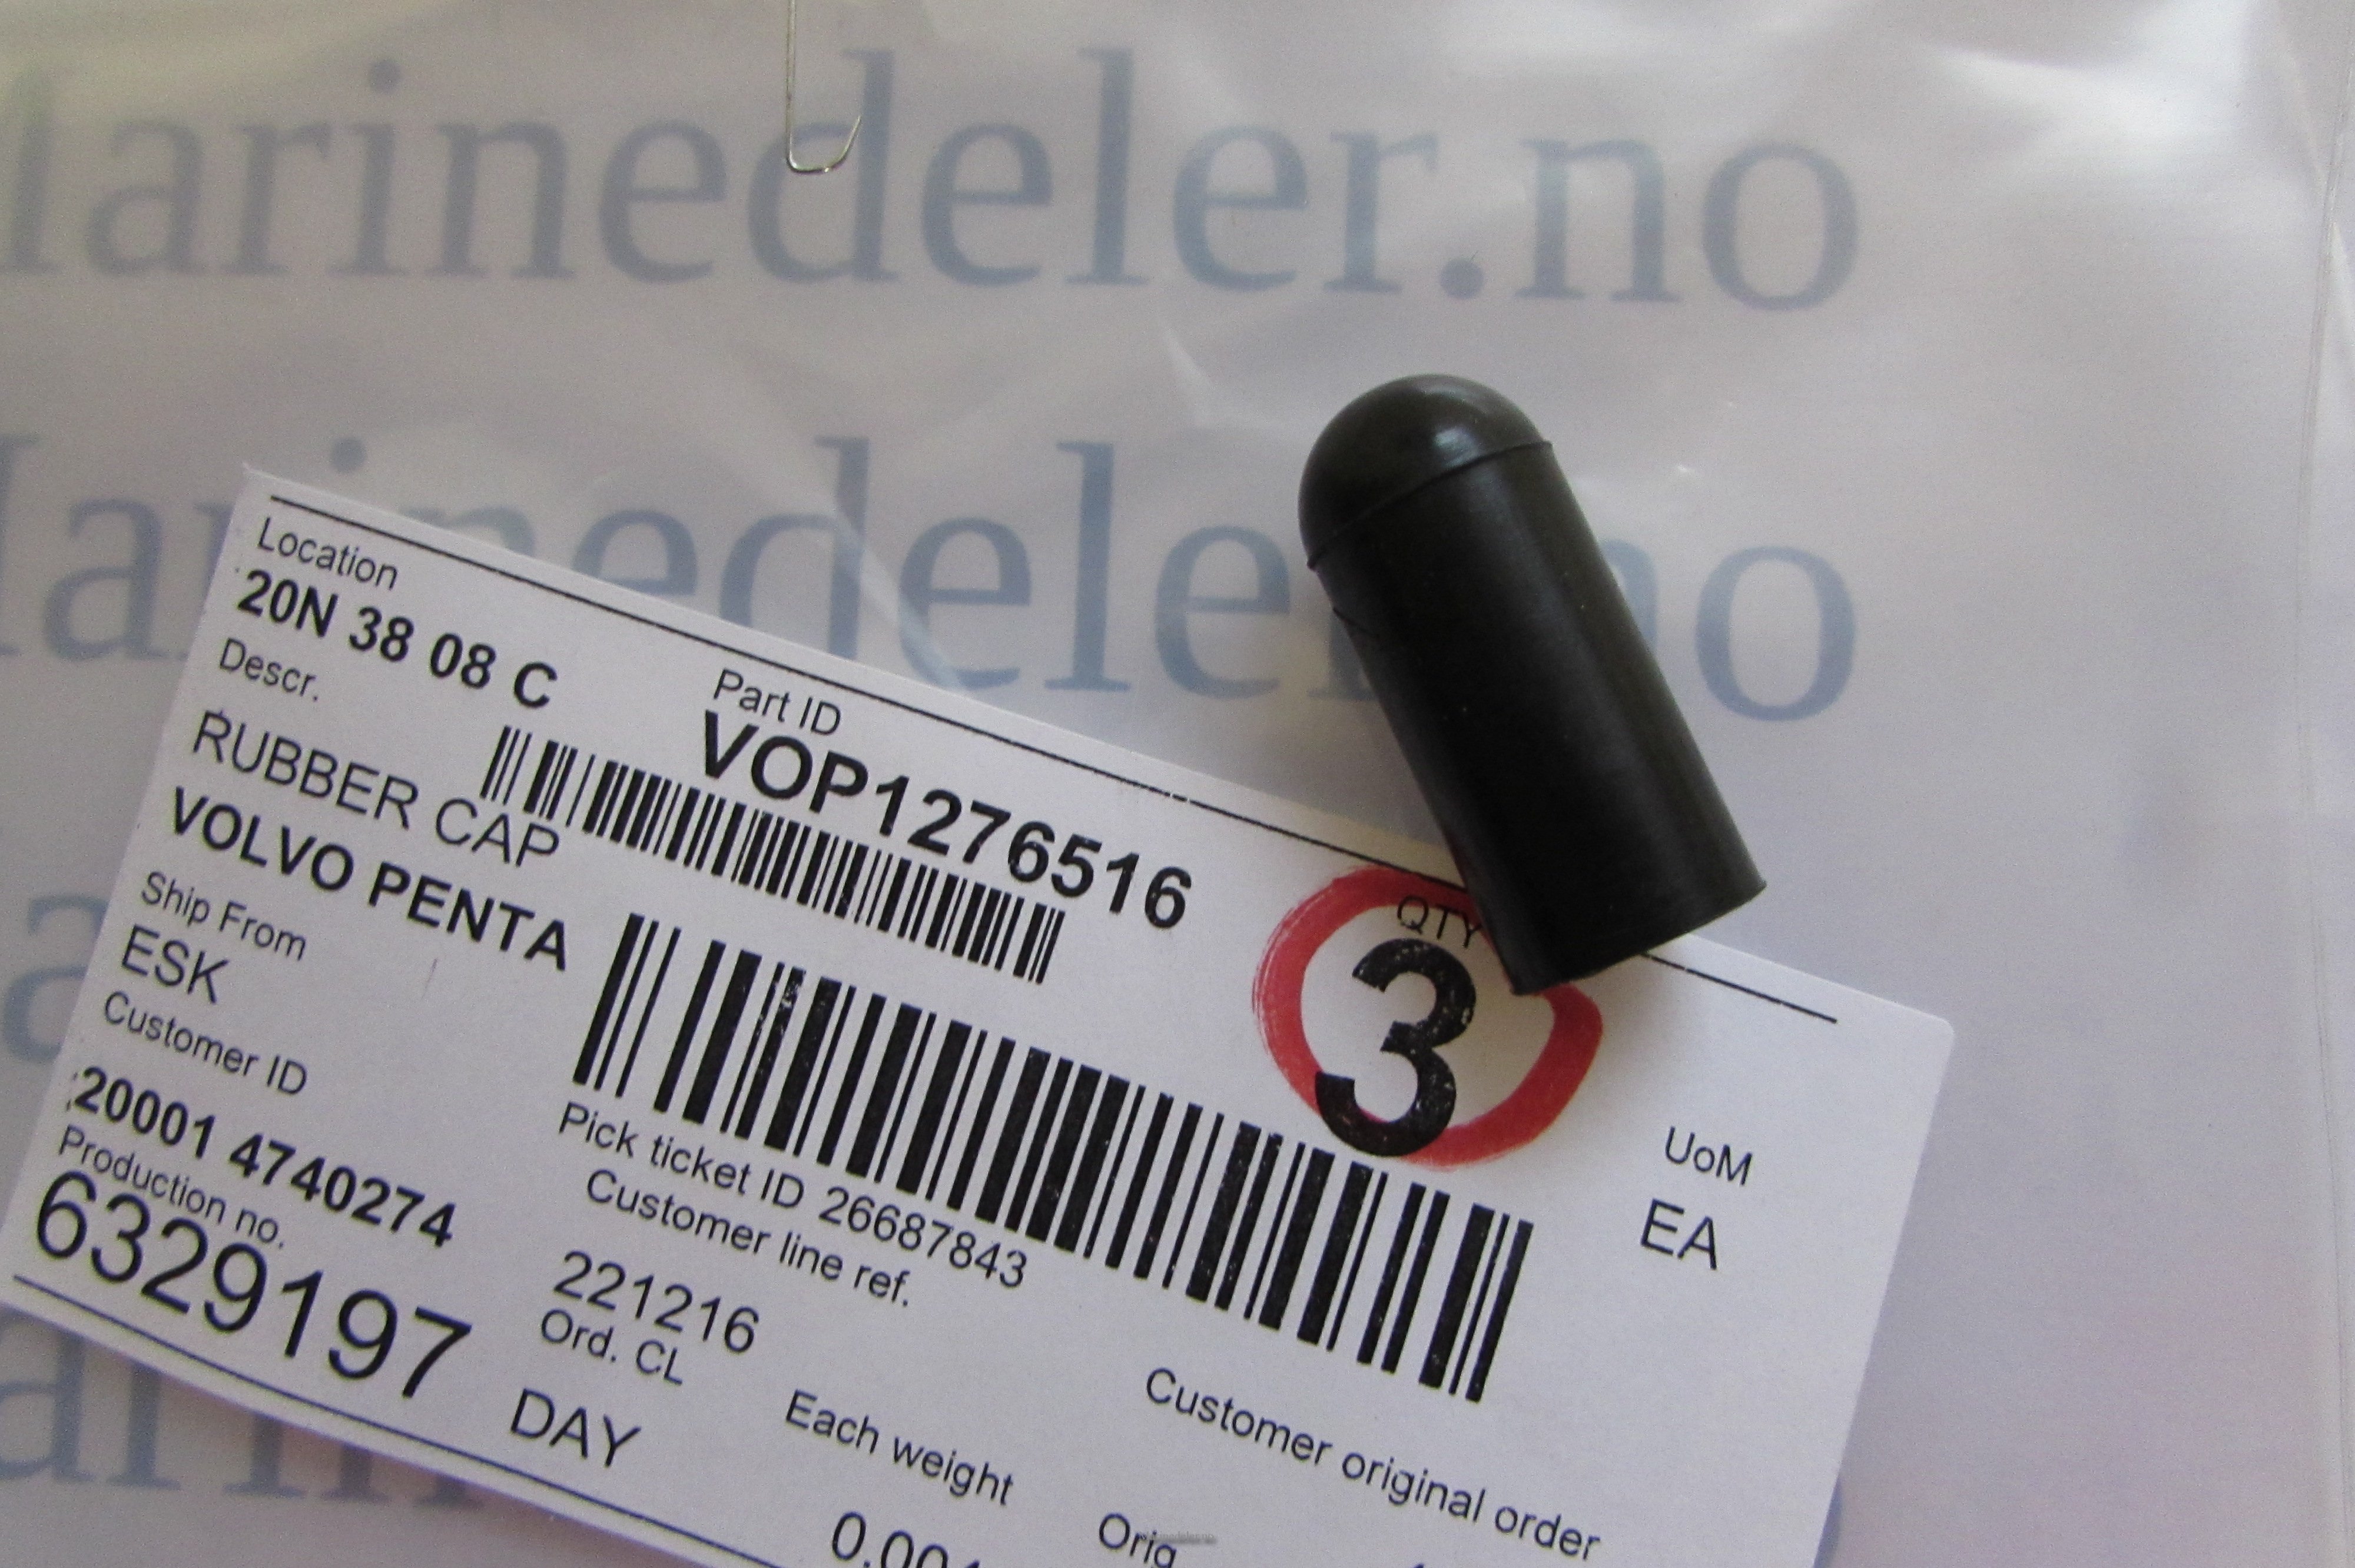 larinedeler.no
Location
20N 38 08 C
Part ID
VOP1276516
Descr.
RUBBER CAP
VOLVO PENTA
QTY
3
UoM
EA
Ship From
ESK
Customer ID
20001 4740274
Pick ticket ID 26687843
Customer line ref.
221216
Production no.
6329197
Ord. CL
DAY
Each weight
Customer original order
Orig